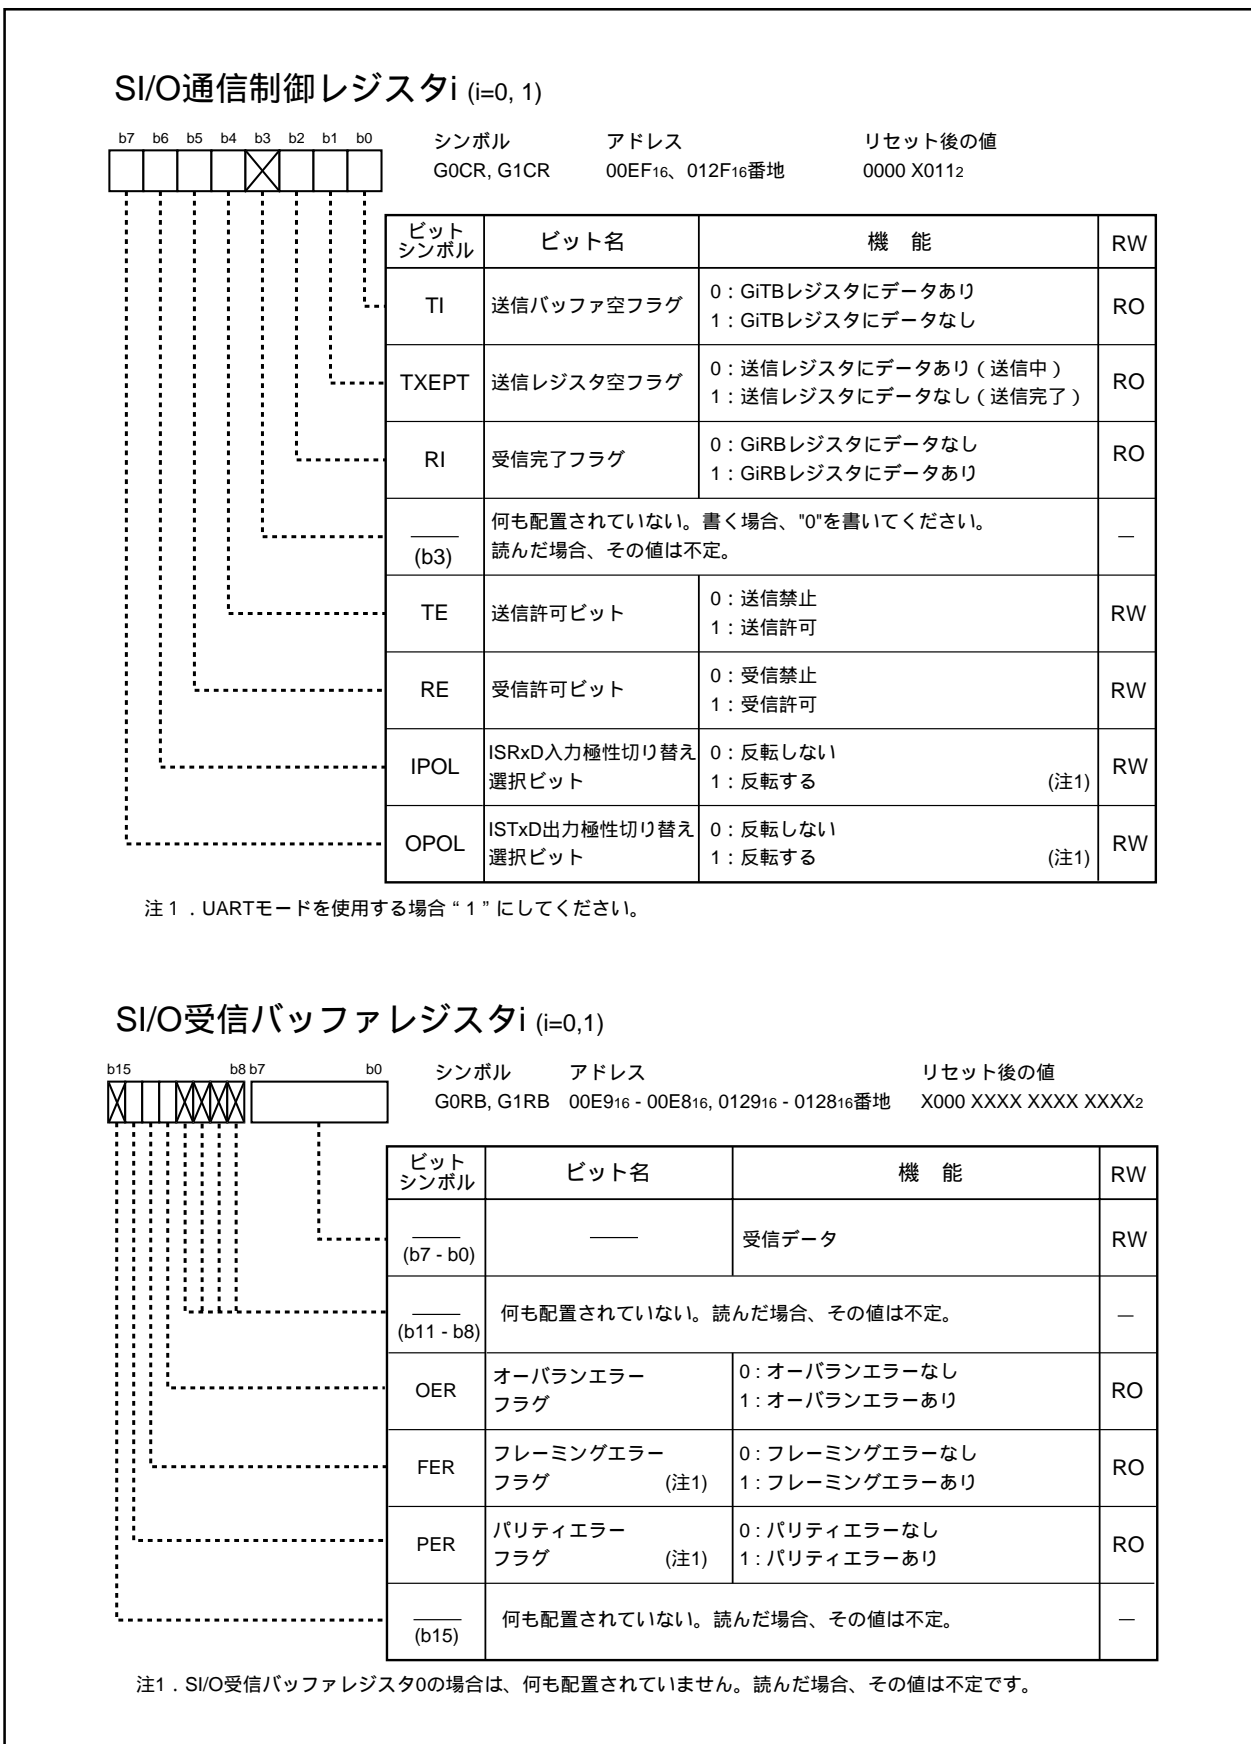 SI/O通信制御レジスタi (i=0, 1)
b7 b6 b5 b4 b3 b2 b1 b0
シンボル アドレス リセット後の値
G0CR, G1CR 00EF16、012F16番地 0000 X0112
ビット
シンボル
ビット名 機 能 RW
TI 送信バッファ空フラグ
0：GiTBレジスタにデータあり
1：GiTBレジスタにデータなし
RO
TXEPT 送信レジスタ空フラグ
0：送信レジスタにデータあり（送信中）
1：送信レジスタにデータなし（送信完了）
RO
RI 受信完了フラグ
0：GiRBレジスタにデータなし
1：GiRBレジスタにデータあり
RO
(b3)
何も配置されていない。書く場合、"0"を書いてください。
読んだ場合、その値は不定。
—
TE 送信許可ビット
0：送信禁止
1：送信許可
RW
RE 受信許可ビット
0：受信禁止
1：受信許可
RW
IPOL
ISRxD入力極性切り替え
選択ビット
0：反転しない
1：反転する (注1)
RW
OPOL
ISTxD出力極性切り替え
選択ビット
0：反転しない
1：反転する (注1)
RW
注１．UARTモードを使用する場合“１”にしてください。
SI/O受信バッファレジスタi (i=0,1)
b15 b8 b7 b0
シンボル アドレス リセット後の値
G0RB, G1RB 00E916 - 00E816, 012916 - 012816番地 X000 XXXX XXXX XXXX2
ビット
シンボル
ビット名 機 能 RW
(b7 - b0)
—
受信データ
RW
(b11 - b8)
何も配置されていない。読んだ場合、その値は不定。
—
OER
オーバランエラー
フラグ
0：オーバランエラーなし
1：オーバランエラーあり
RO
FER
フレーミングエラー
フラグ (注1)
0：フレーミングエラーなし
1：フレーミングエラーあり
RO
PER
パリティエラー
フラグ (注1)
0：パリティエラーなし
1：パリティエラーあり
RO
(b15)
何も配置されていない。読んだ場合、その値は不定。
—
注1．SI/O受信バッファレジスタ0の場合は、何も配置されていません。読んだ場合、その値は不定です。